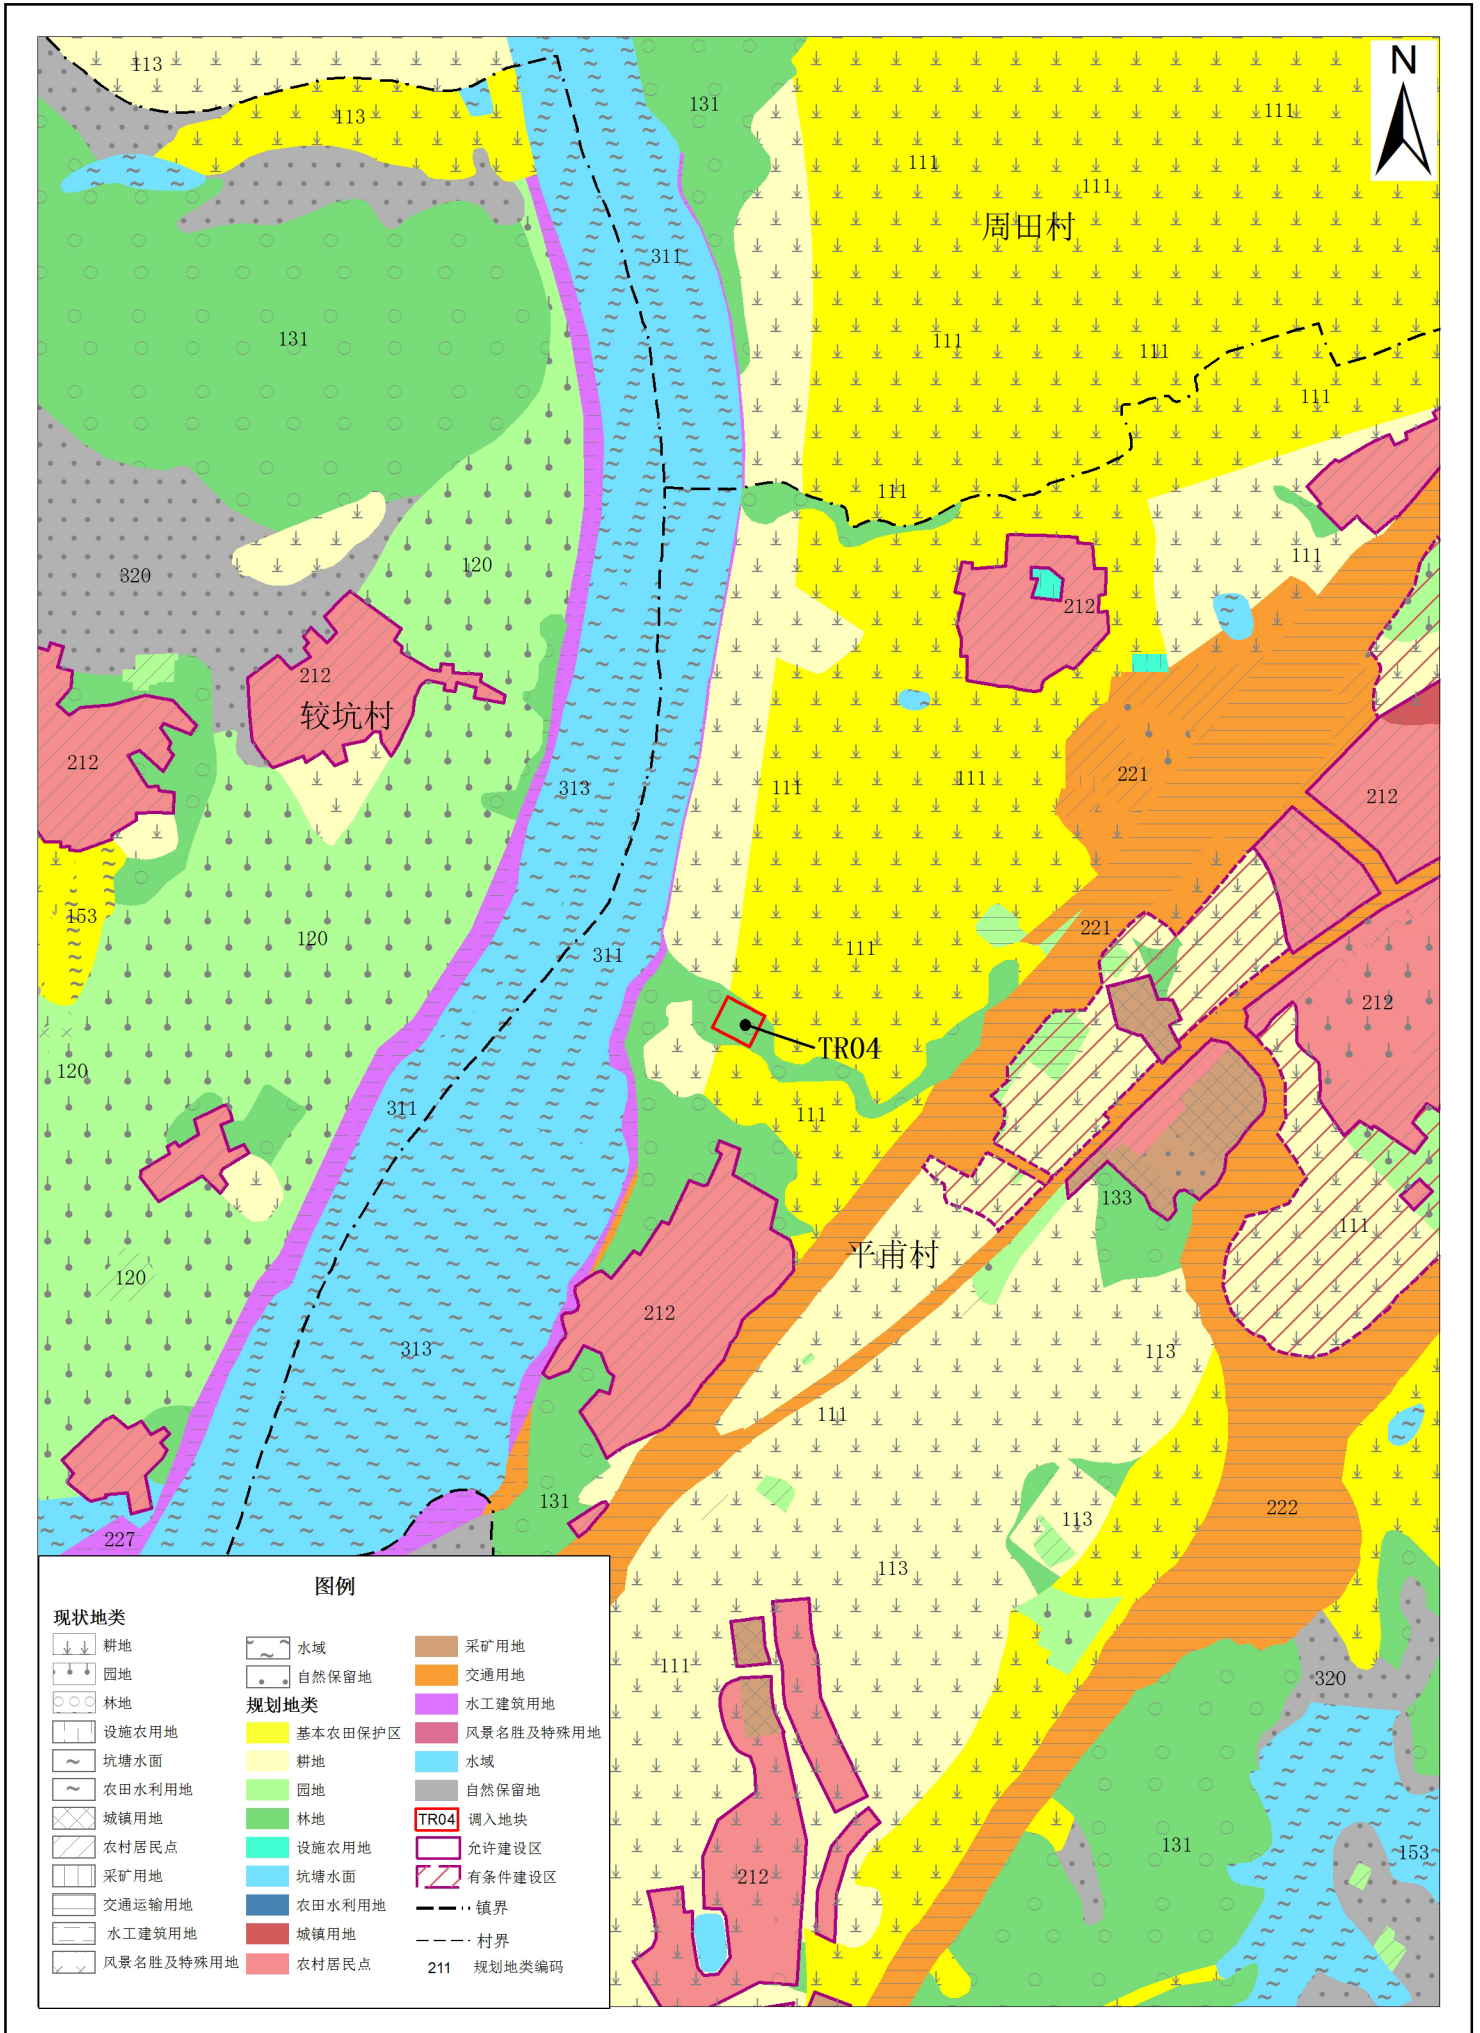 N
113
131
113
111
111
111
周田村
311
131
111
111
111
111
111
120
320
212
212
较坑村
212
221
313
111
111
212
153
120
221
111
311
212
TR04
120
311
111
133
111
平甫村
120
212
313
113
111
131
222
113
227
113
111
320
131
153
212
图例
现状地类
耕地
园地
林地
设施农用地
坑塘水面
农田水利用地
城镇用地
农村居民点
采矿用地
交通运输用地
水工建筑用地
风景名胜及特殊用地
水域
自然保留地
规划地类
基本农田保护区
耕地
园地
林地
设施农用地
坑塘水面
农田水利用地
城镇用地
农村居民点
采矿用地
交通用地
水工建筑用地
风景名胜及特殊用地
水域
自然保留地
TR04 调入地块
允许建设区
有条件建设区
镇界
村界
211 规划地类编码